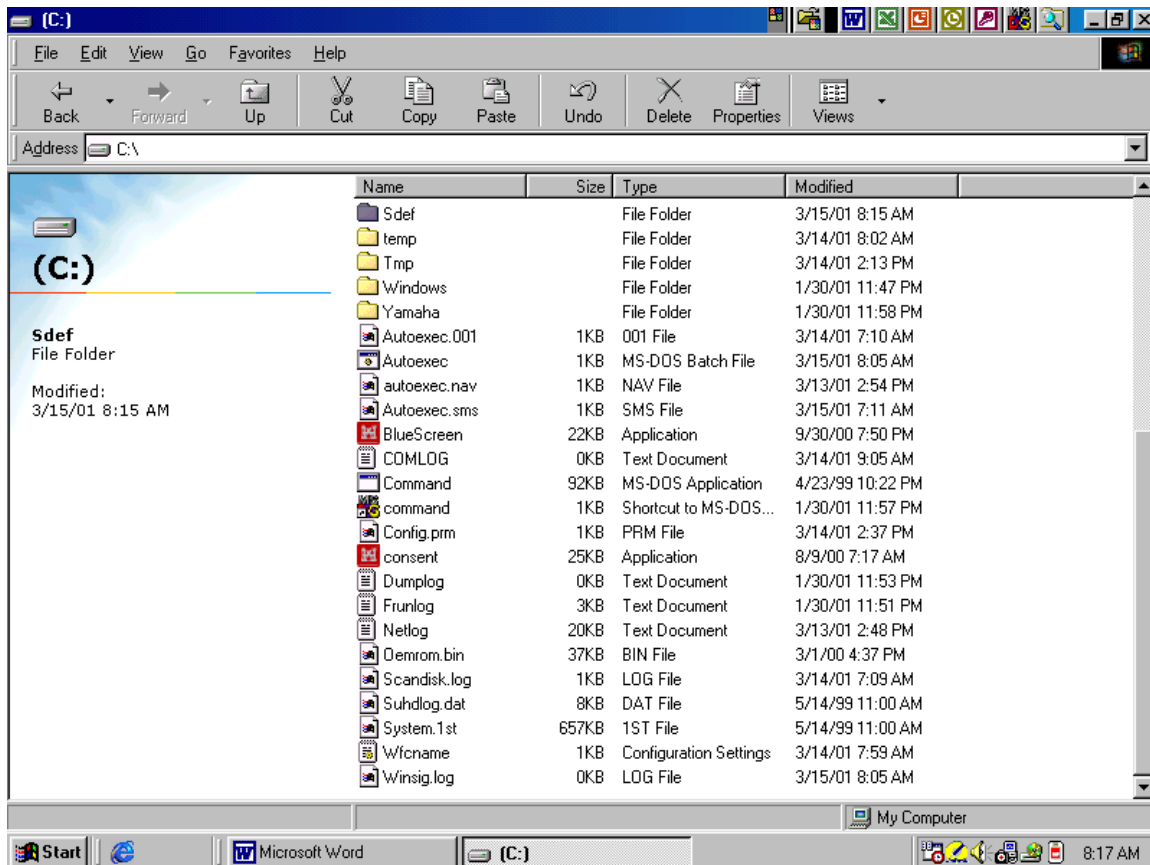 (C:)
File Edit View Go Favorites Help
Back Forward Up Cut Copy Paste Undo Delete Properties Views
Address C:\
(C:)
Sdef
File Folder
Modified:
3/15/01 8:15 AM
Name Size Type Modified
Sdef File Folder 3/15/01 8:15 AM
temp File Folder 3/14/01 8:02 AM
Tmp File Folder 3/14/01 2:13 PM
Windows File Folder 1/30/01 11:47 PM
Yamaha File Folder 1/30/01 11:58 PM
Autoexec.001 1KB 001 File 3/14/01 7:10 AM
Autoexec 1KB MS-DOS Batch File 3/15/01 8:05 AM
autoexec.nav 1KB NAV File 3/13/01 2:54 PM
Autoexec.sms 1KB SMS File 3/15/01 7:11 AM
BlueScreen 22KB Application 9/30/00 7:50 PM
COMLOG 0KB Text Document 3/14/01 9:05 AM
Command 92KB MS-DOS Application 4/23/99 10:22 PM
command 1KB Shortcut to MS-DOS... 1/30/01 11:57 PM
Config.prm 1KB PRM File 3/14/01 2:37 PM
consent 25KB Application 8/9/00 7:17 AM
Dumplog 0KB Text Document 1/30/01 11:53 PM
Frunlog 3KB Text Document 1/30/01 11:51 PM
Netlog 20KB Text Document 3/13/01 2:48 PM
Oemrom.bin 37KB BIN File 3/1/00 4:37 PM
Scandisk.log 1KB LOG File 3/14/01 7:09 AM
Suhdlog.dat 8KB DAT File 5/14/99 11:00 AM
System.1st 657KB 1ST File 5/14/99 11:00 AM
Wfcname 1KB Configuration Settings 3/14/01 7:59 AM
Winsig.log 0KB LOG File 3/15/01 8:05 AM
My Computer
Start Microsoft Word (C:) 8:17 AM